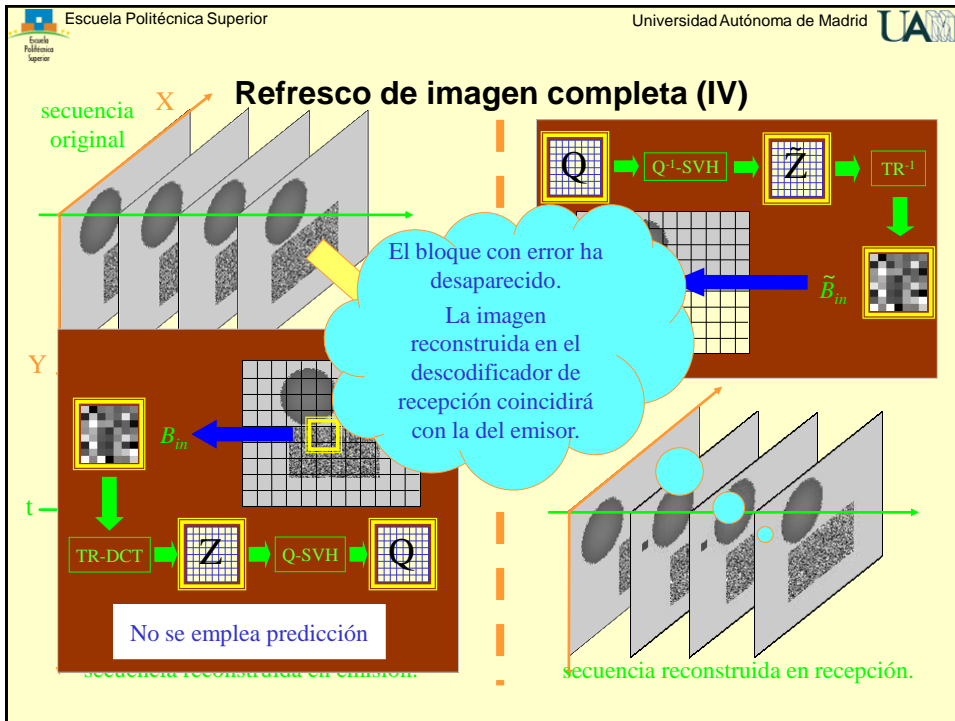 Escuela Politécnica Superior
Universidad Autónoma de Madrid
UAM
Escuela
Politécnica
Superior
Refresco de imagen completa (IV)
secuencia
original
X
Y
t
Q
Q⁻¹-SVH
Z̃
TR⁻¹
B̃in
El bloque con error ha
desaparecido.
La imagen
reconstruida en el
descodificador de
recepción coincidirá
con la del emisor.
Bin
TR-DCT
Z
Q-SVH
Q
No se emplea predicción
secuencia reconstruida en emisión.
secuencia reconstruida en recepción.